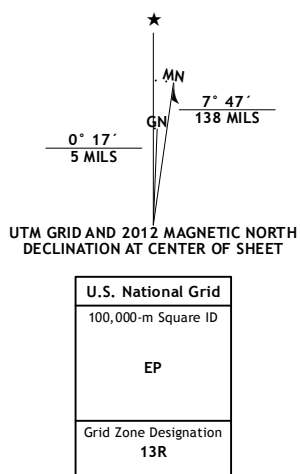 ★
MN
7° 47´
138 MILS
GN
0° 17´
5 MILS
UTM GRID AND 2012 MAGNETIC NORTH
DECLINATION AT CENTER OF SHEET
U.S. National Grid
100,000-m Square ID
EP
Grid Zone Designation
13R